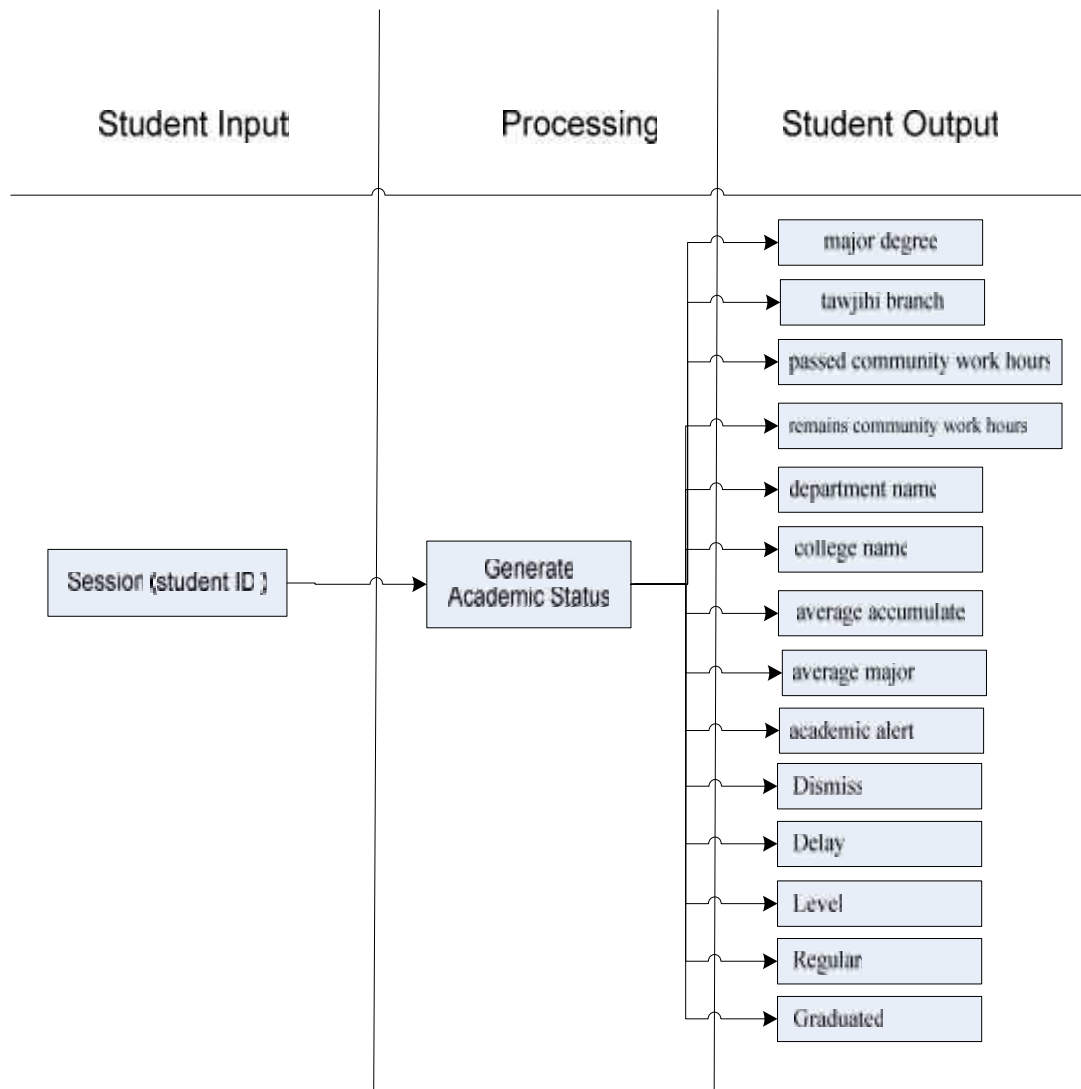 Student Input
Processing
Student Output
major degree
tawjihi branch
passed community work hours
remains community work hours
department name
college name
Session (student ID )
Generate
Academic Status
average accumulate
average major
academic alert
Dismiss
Delay
Level
Regular
Graduated